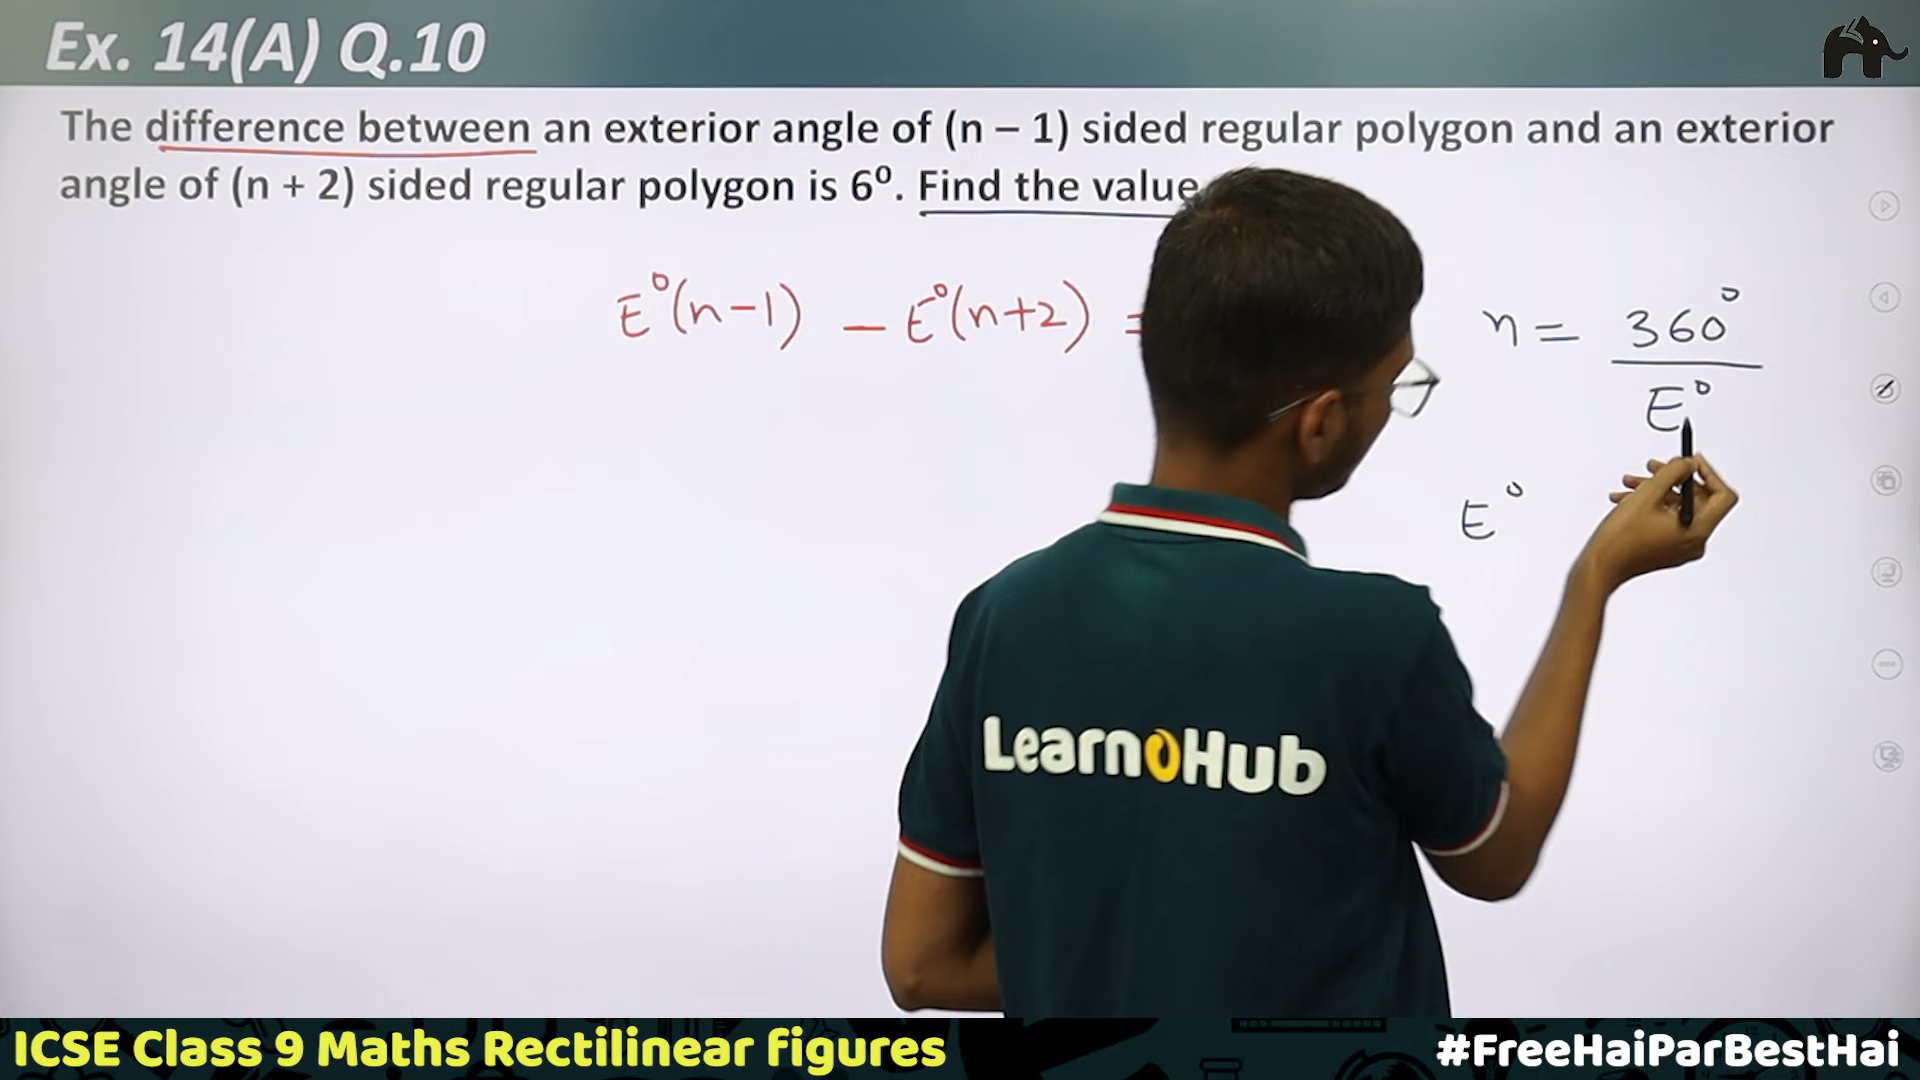 Ex. 14(A) Q.10
The difference between an exterior angle of (n – 1) sided regular polygon and an exterior
angle of (n + 2) sided regular polygon is 6⁰. Find the value
E°(n-1) - E°(n+2) =
n = 360°
E°
E°
LearnoHub
ICSE Class 9 Maths Rectilinear figures
#FreeHaiParBestHai